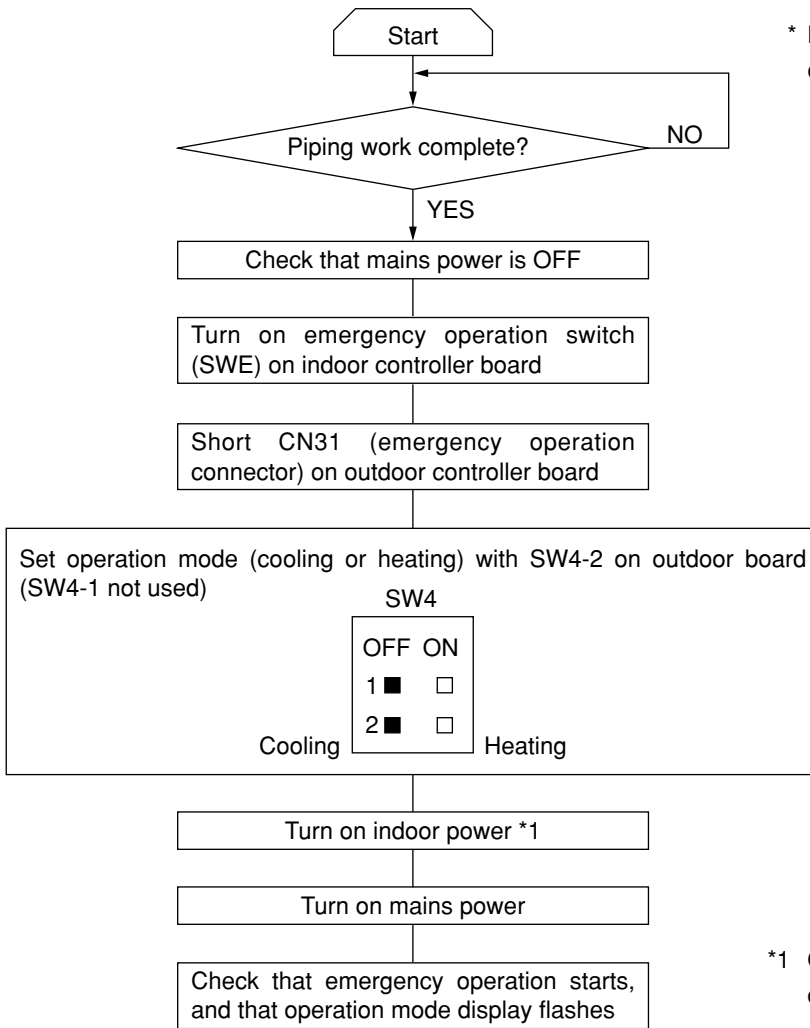 Start
Piping work complete?
NO
YES
Check that mains power is OFF
Turn on emergency operation switch
(SWE) on indoor controller board
Short CN31 (emergency operation
connector) on outdoor controller board
Set operation mode (cooling or heating) with SW4-2 on outdoor board
(SW4-1 not used)
SW4
OFF ON
1 ■ □
2 ■ □
Cooling
Heating
Turn on indoor power *1
Turn on mains power
Check that emergency operation starts,
and that operation mode display flashes
*
*1